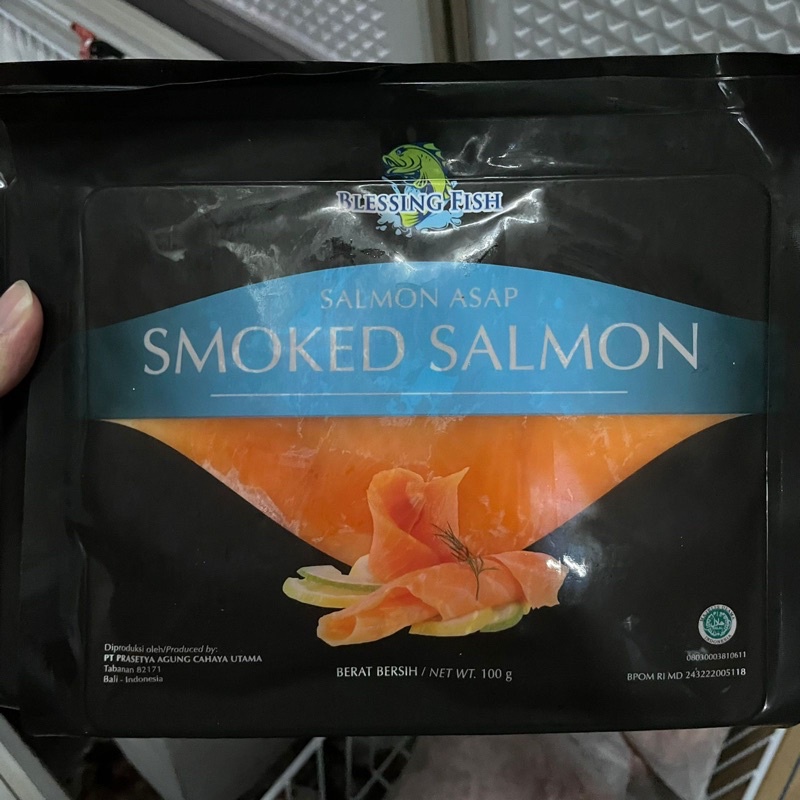 BLESSING FISH
SALMON ASAP
SMOKED SALMON
Diproduksi oleh/Produced by:
PT PRASETYA AGUNG CAHAYA UTAMA
Tabanan 82171
Bali - Indonesia
BERAT BERSIH / NET WT. 100 g
08030003810611
BPOM RI MD 243222005118